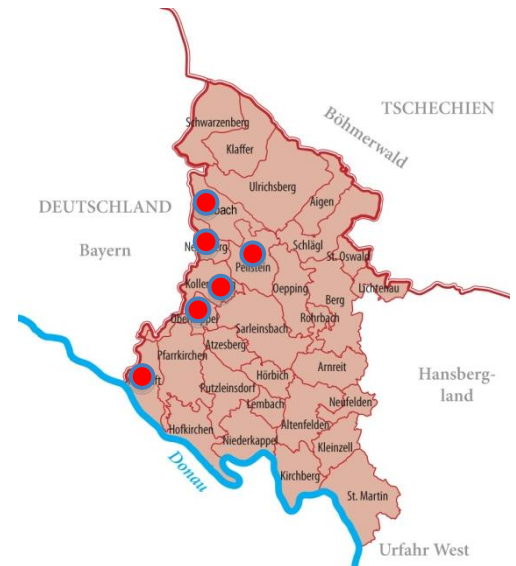 TSCHECHIEN
Böhmerwald
Schwarzenberg
Klaffer
Ulrichsberg
Aigen
DEUTSCHLAND
Bayern
Schlägl
St. Oswald
Peilstein
Lichtenau
Oepping
Berg
Rohrbach
Sarleinsbach
Atzesberg
Pfarrkirchen
Hörbich
Arnreit
Hansberg-
land
Putzleinsdorf
Lembach
Neufelden
Altenfelden
Hofkirchen
Niederkappel
Kleinzell
Kirchberg
Donau
St. Martin
Urfahr West